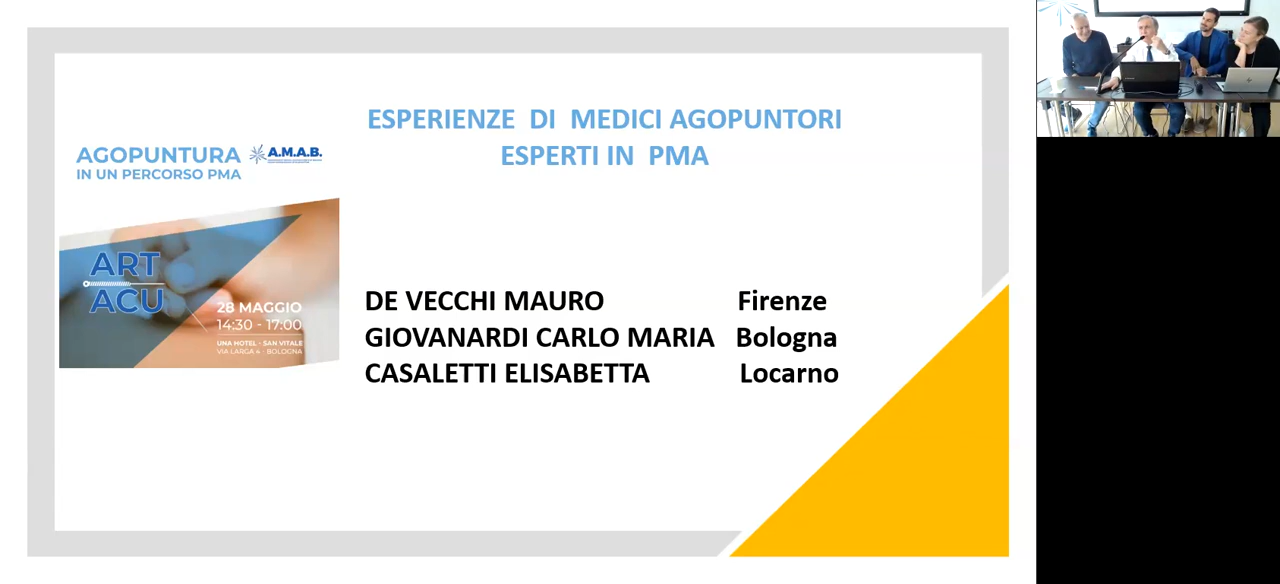 ESPERIENZE DI MEDICI AGOPUNTORI
ESPERTI IN PMA
AGOPUNTURA
IN UN PERCORSO PMA
A.M.A.B.
ART
ACU
28 MAGGIO
14:30 - 17:00
UNA HOTEL - SAN VITALE
VIA LARGA 4 - BOLOGNA
DE VECCHI MAURO Firenze
GIOVANARDI CARLO MARIA Bologna
CASALETTI ELISABETTA Locarno